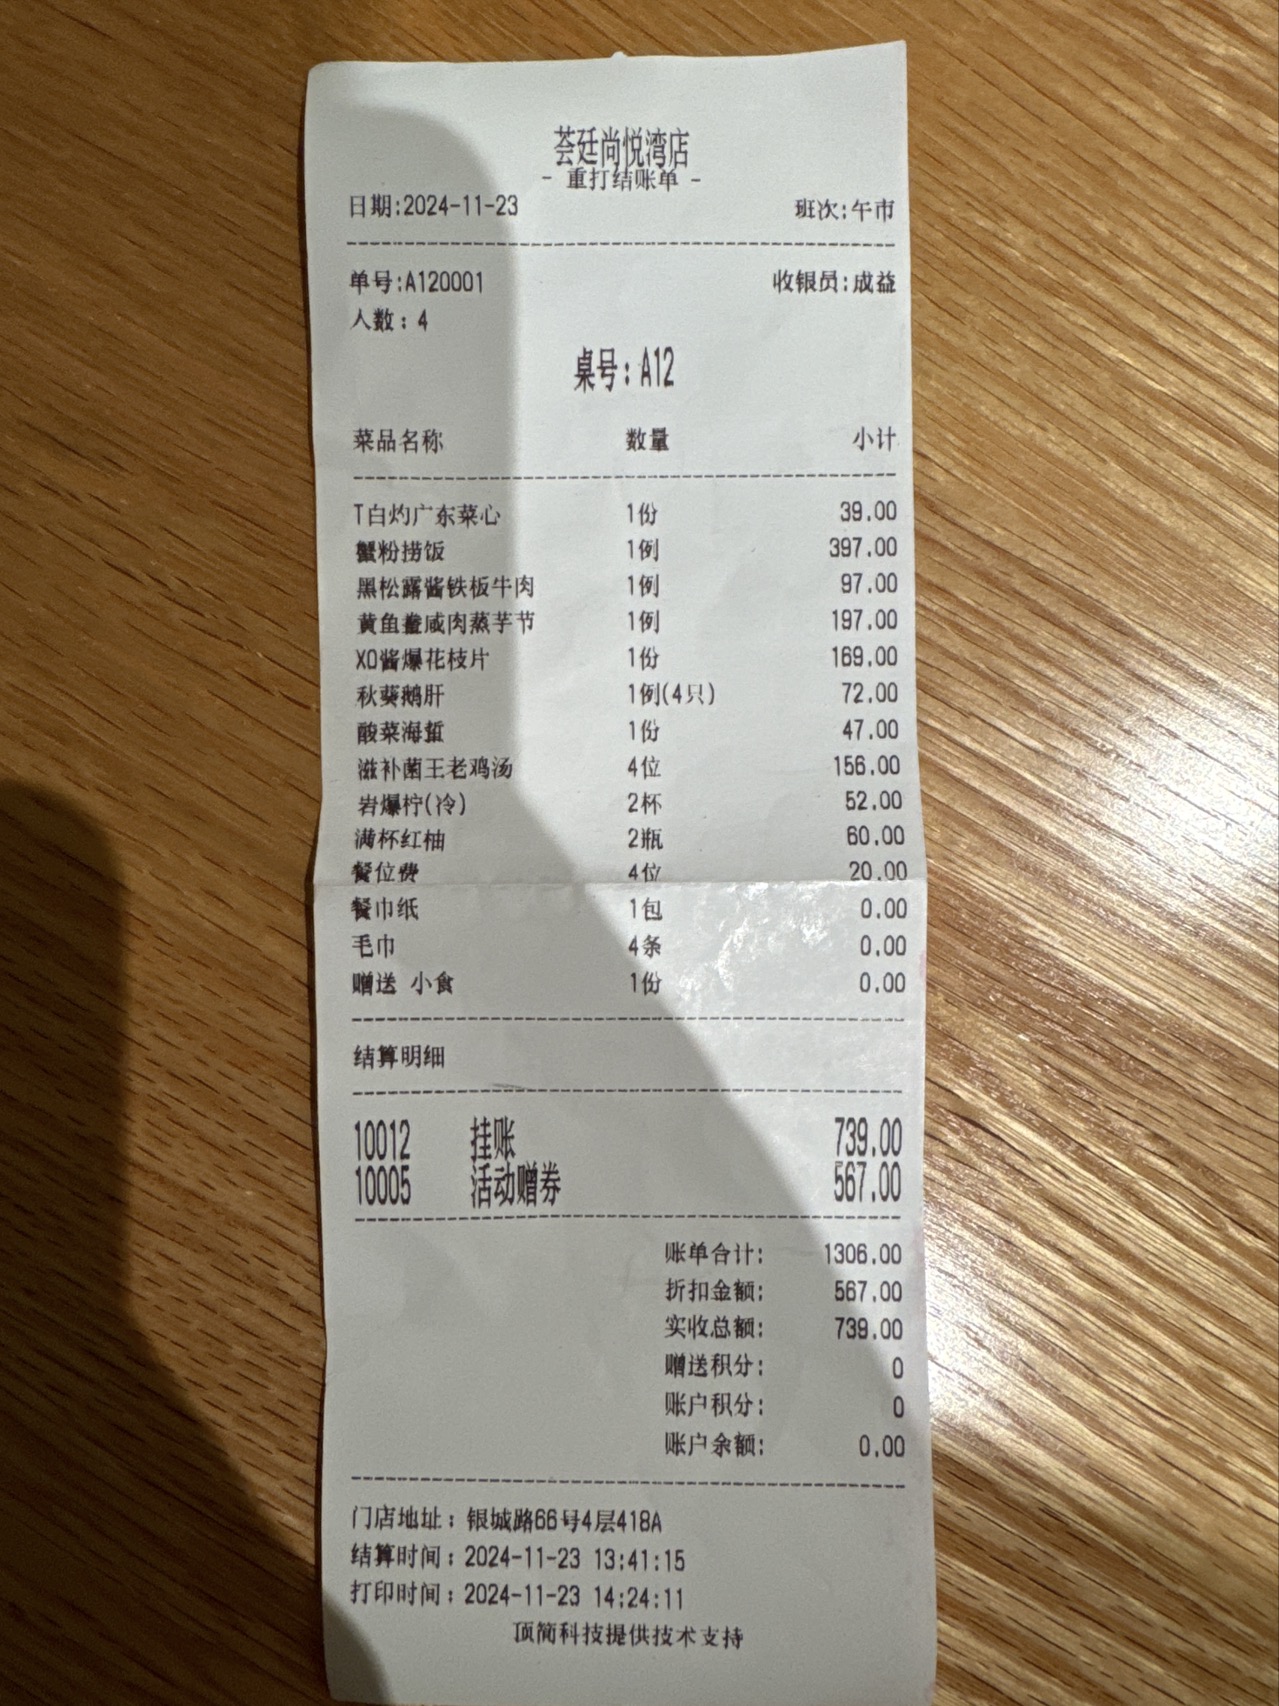 荟廷尚悦湾店
- 重打结账单 -
日期:2024-11-23 班次:午市
单号:A120001 收银员:成益
人数: 4
桌号: A12
菜品名称 数量 小计
T白灼广东菜心 1份 39.00
蟹粉捞饭 1例 397.00
黑松露酱铁板牛肉 1例 97.00
黄鱼鲞咸肉蒸芋节 1例 197.00
XO酱爆花枝片 1份 169.00
秋葵鹅肝 1例(4只) 72.00
酸菜海蜇 1份 47.00
滋补菌王老鸡汤 4位 156.00
岩爆柠(冷) 2杯 52.00
满杯红柚 2瓶 60.00
餐位费 4位 20.00
餐巾纸 1包 0.00
毛巾 4条 0.00
赠送 小食 1份 0.00
结算明细
10012 挂账 739.00
10005 活动赠券 567.00
账单合计: 1306.00
折扣金额: 567.00
实收总额: 739.00
赠送积分: 0
账户积分: 0
账户余额: 0.00
门店地址: 银城路66号4层418A
结算时间: 2024-11-23 13:41:15
打印时间: 2024-11-23 14:24:11
顶简科技提供技术支持